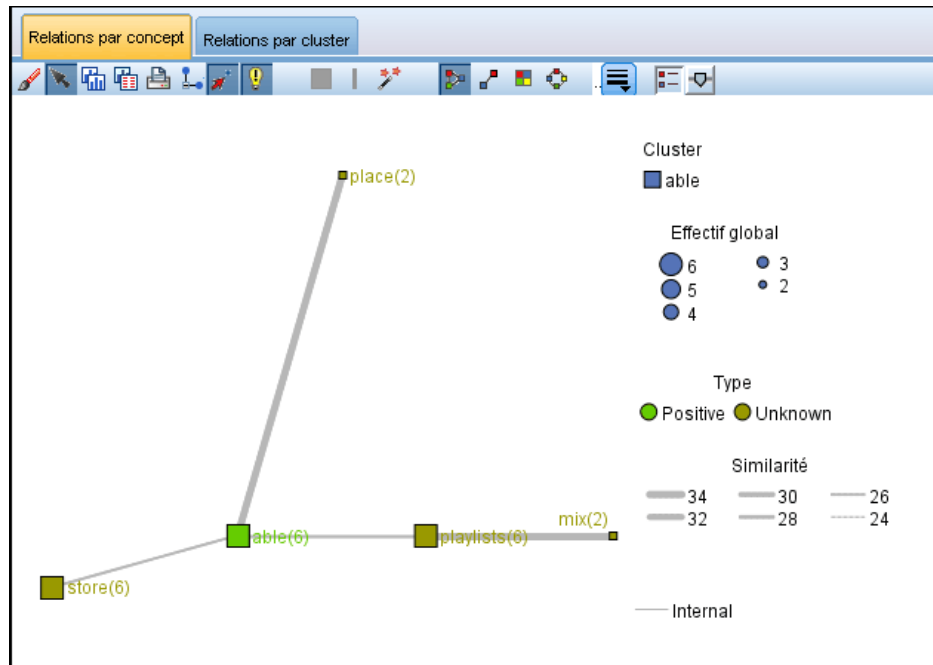 Relations par concept
Relations par cluster
place(2)
able(6)
playlists(6)
mix(2)
store(6)
Cluster
able
Effectif global
6 3
5 2
4
Type
Positive Unknown
Similarité
34 30 26
32 28 24
Internal